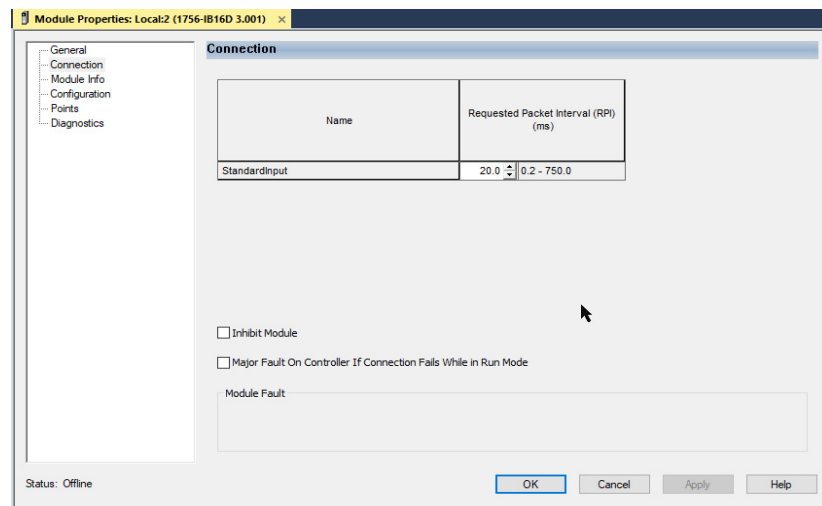 Module Properties: Local:2 (1756-IB16D 3.001) ×
General
Connection
Module Info
Configuration
Points
Diagnostics
Connection
Name
Requested Packet Interval (RPI)
(ms)
StandardInput 20.0 0.2 - 750.0
Inhibit Module
Major Fault On Controller If Connection Fails While in Run Mode
Module Fault
Status: Offline
OK Cancel Apply Help